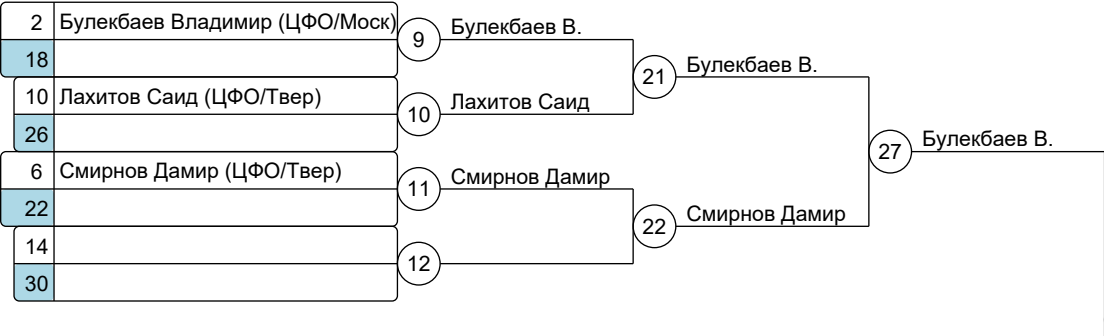 2 Булекбаев Владимир (ЦФО/Моск)
18
9
Булекбаев В.
10 Лахитов Саид (ЦФО/Твер)
26
10
Лахитов Саид
21
Булекбаев В.
6 Смирнов Дамир (ЦФО/Твер)
22
11
Смирнов Дамир
14
30
12
22
Смирнов Дамир
27
Булекбаев В.